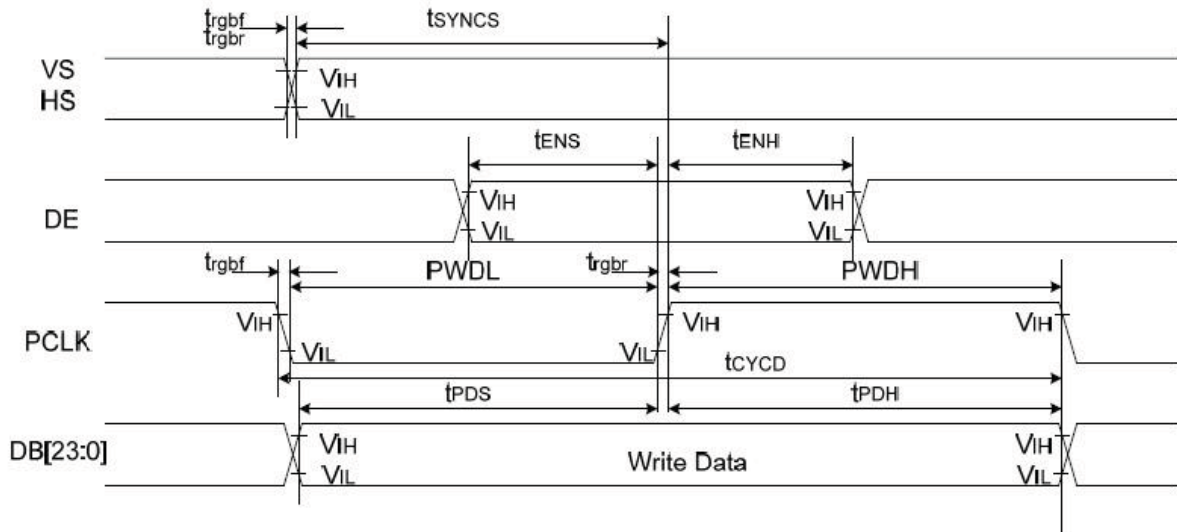 trgbf
trgbr
tSYNCS
VS
HS
VIH
VIL
tENS
tENH
DE
VIH
VIL
VIH
VIL
trgbf
PWDL
trgbr
PWDH
PCLK
VIH
VIL
VIL
VIH
VIH
tCYCD
tPDS
tPDH
DB[23:0]
VIH
VIL
Write Data
VIH
VIL